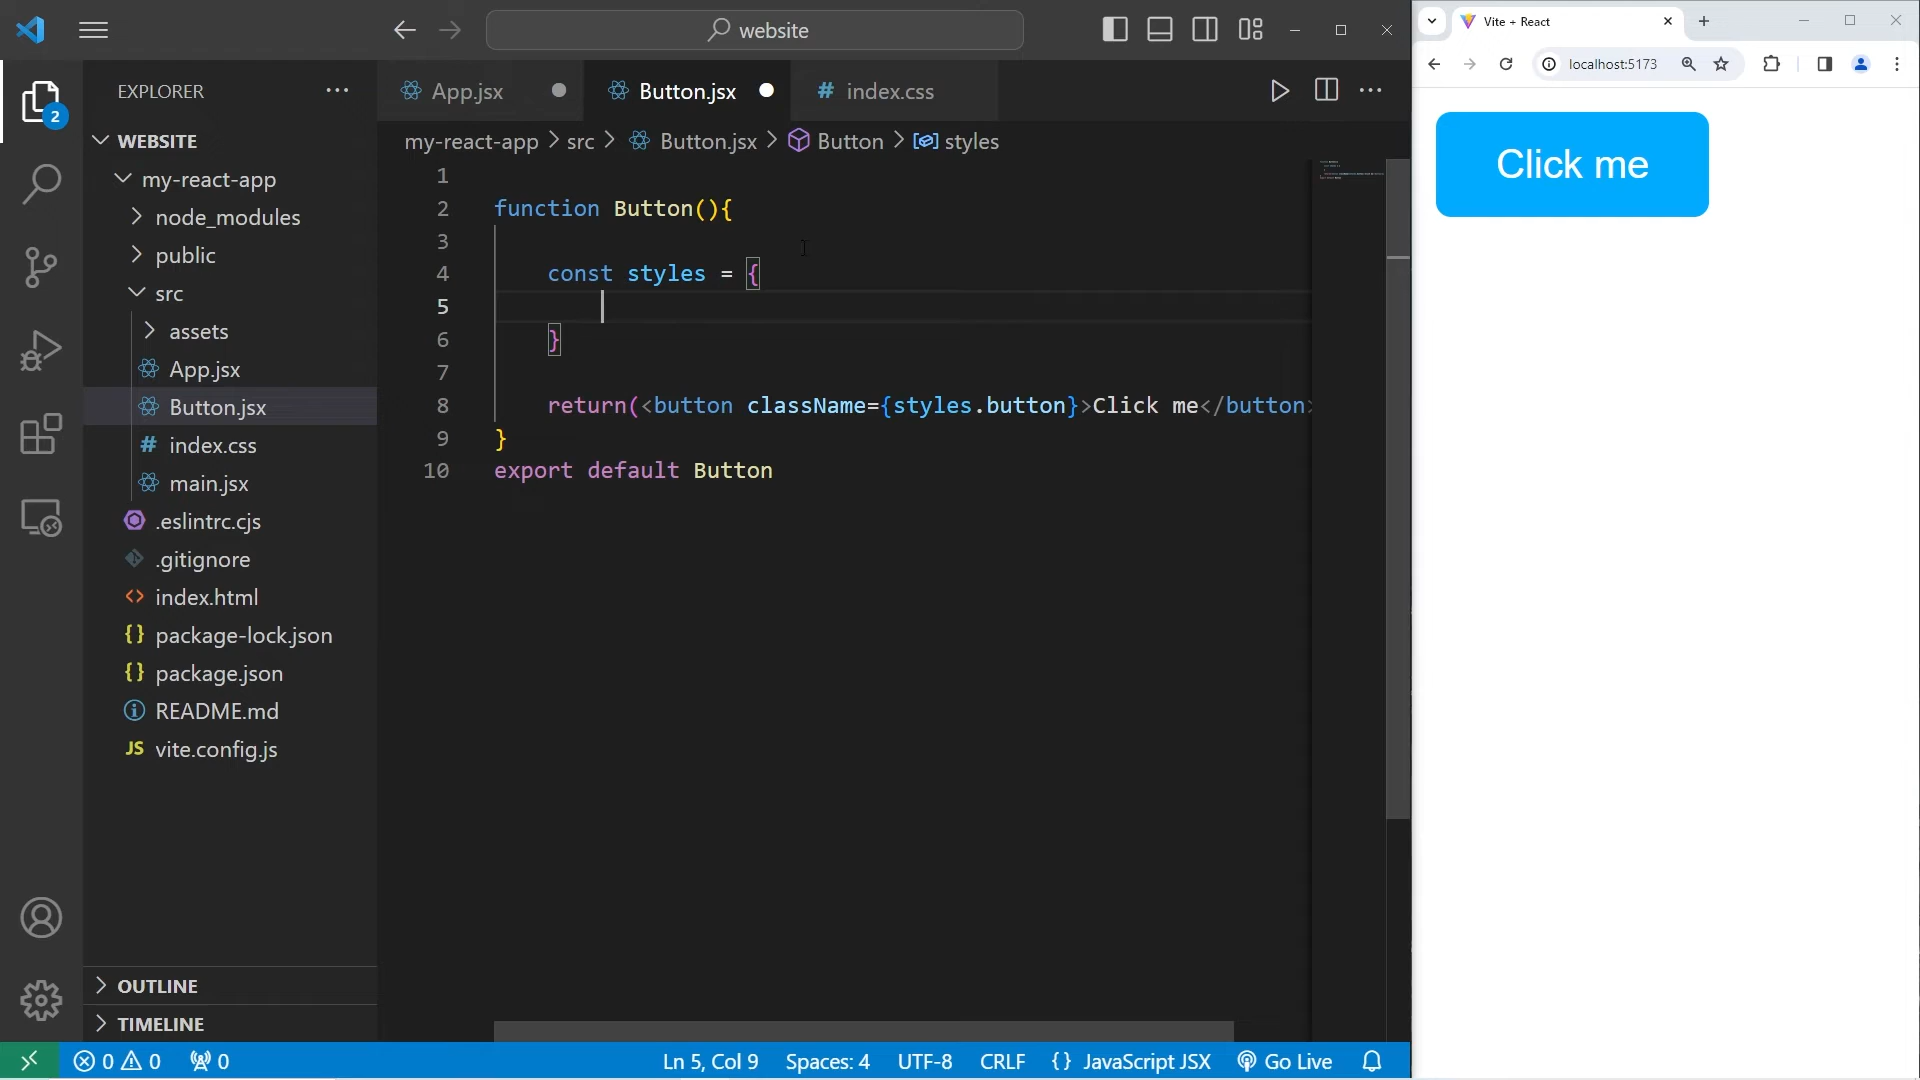 website
Vite + React
localhost:5173
2
EXPLORER
WEBSITE
my-react-app
node_modules
public
src
assets
App.jsx
Button.jsx
# index.css
main.jsx
.eslintrc.cjs
.gitignore
<> index.html
{} package-lock.json
{} package.json
README.md
JS vite.config.js
OUTLINE
TIMELINE
App.jsx
Button.jsx
# index.css
my-react-app > src > Button.jsx > Button > styles
1
2 function Button(){
3
4 const styles = {
5
6 }
7
8 return(<button className={styles.button}>Click me</button>
9 }
10 export default Button
Click me
0 0 0
Ln 5, Col 9 Spaces: 4 UTF-8 CRLF {} JavaScript JSX Go Live